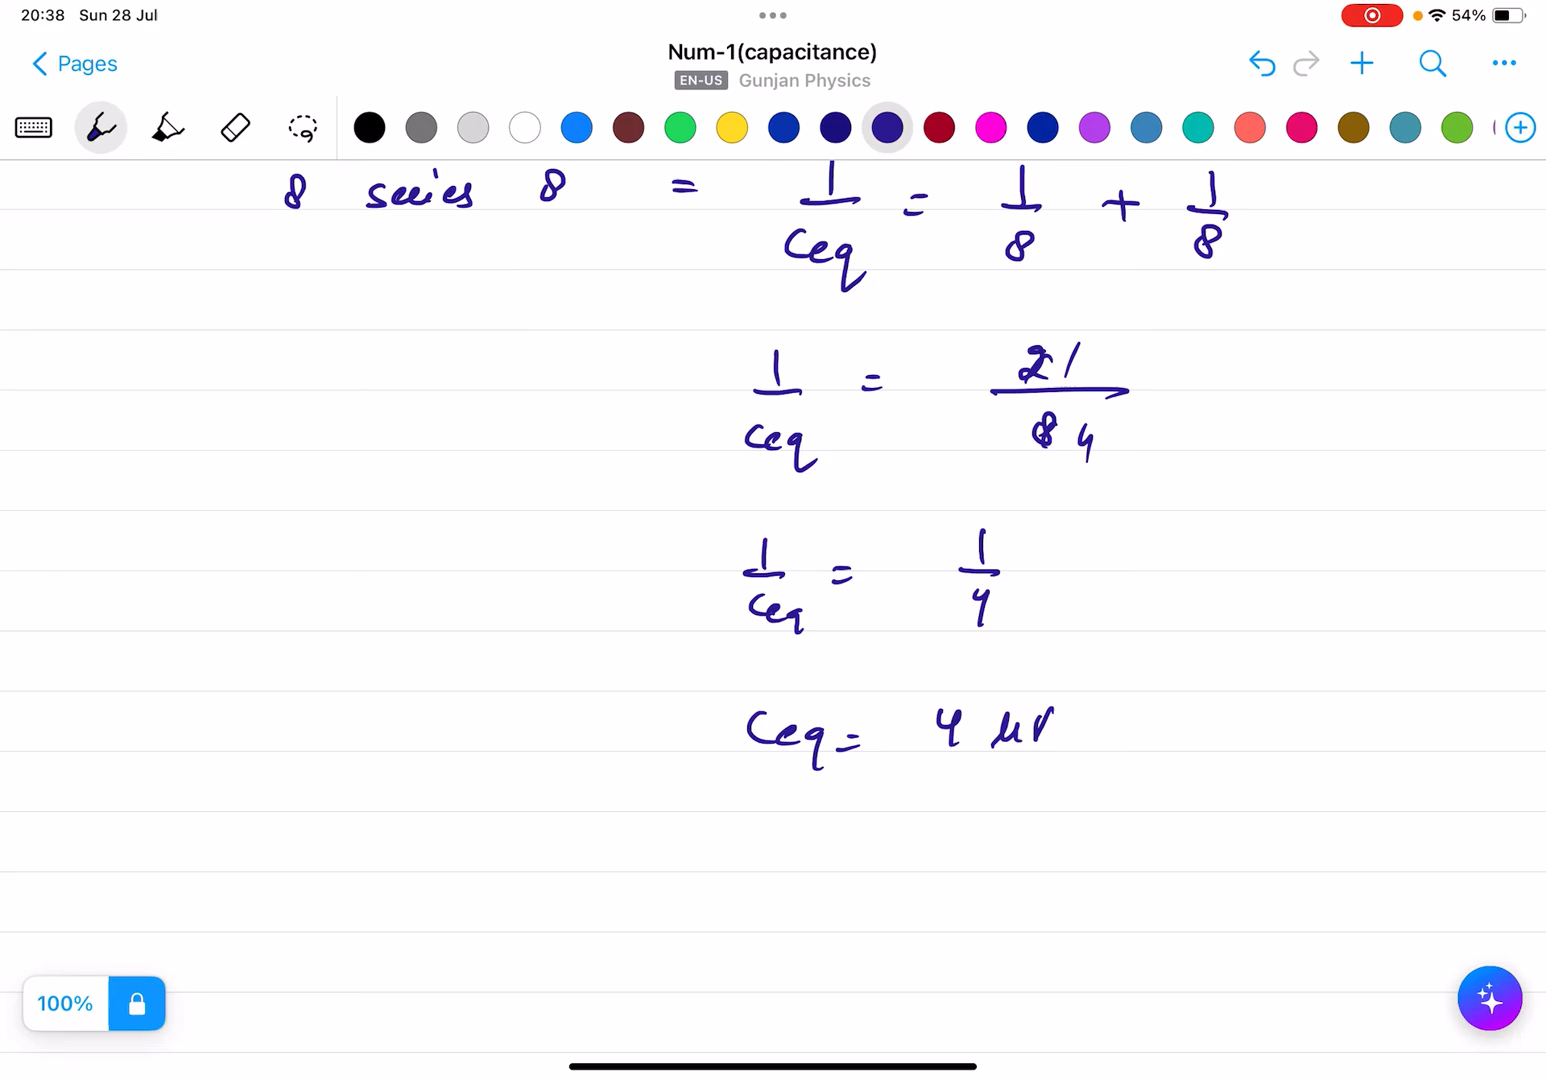 20:38 Sun 28 Jul
54%
Pages
Num-1(capacitance)
EN-US Gunjan Physics
8 series 8 = 1/Ceq = 1/8 + 1/8
1/Ceq = 2 1 / 8 4
1/Ceq = 1/4
Ceq = 4 μF
100%